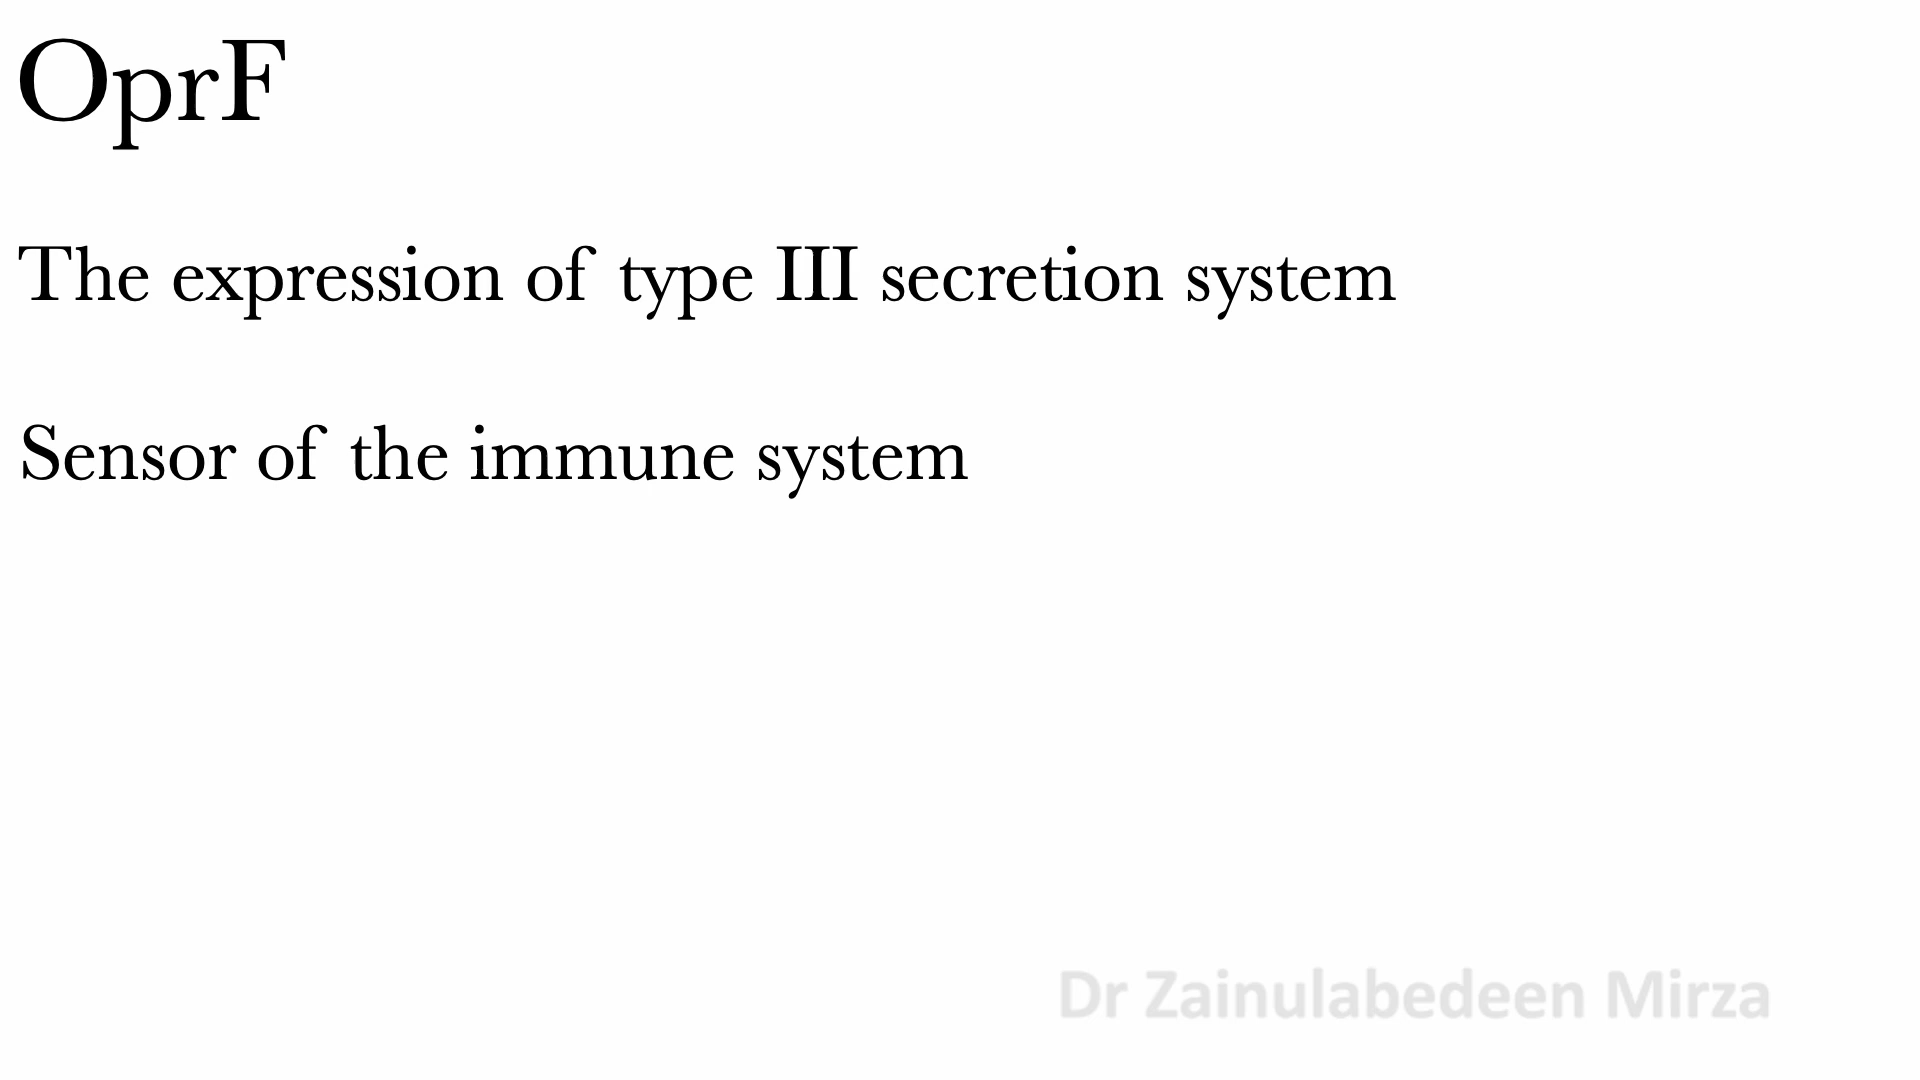 OprF
The expression of type III secretion system
Sensor of the immune system
Dr Zainulabedeen Mirza